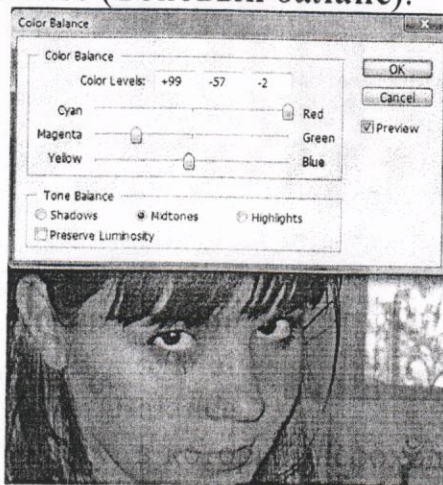 Color Balance
Color Balance
Color Levels: +99 -57 -2
Cyan Red
Magenta Green
Yellow Blue
Tone Balance
Shadows Midtones Highlights
Preserve Luminosity
OK
Cancel
Preview